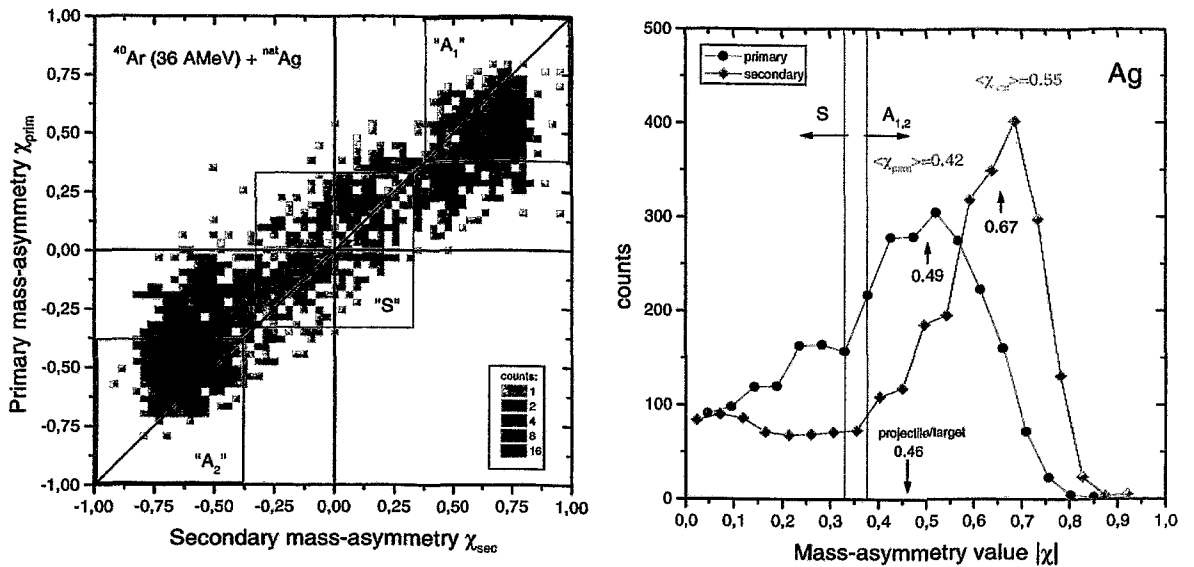 1,00
0,75
0,50
0,25
0,00
-0,25
-0,50
-0,75
-1,00
Primary mass-asymmetry χprim
⁴⁰Ar (36 AMeV) + ⁿᵃᵗAg
"A₁"
"S"
"A₂"
counts:
1
2
4
8
16
-1,00 -0,75 -0,50 -0,25 0,00 0,25 0,50 0,75 1,00
Secondary mass-asymmetry χsec
500
400
300
200
100
0
counts
primary
secondary
Ag
<χ >=0.55
S
A₁,₂
<χprim>=0.42
0.67
0.49
projectile/target
0.46
0,0 0,1 0,2 0,3 0,4 0,5 0,6 0,7 0,8 0,9 1,0
Mass-asymmetry value |χ|